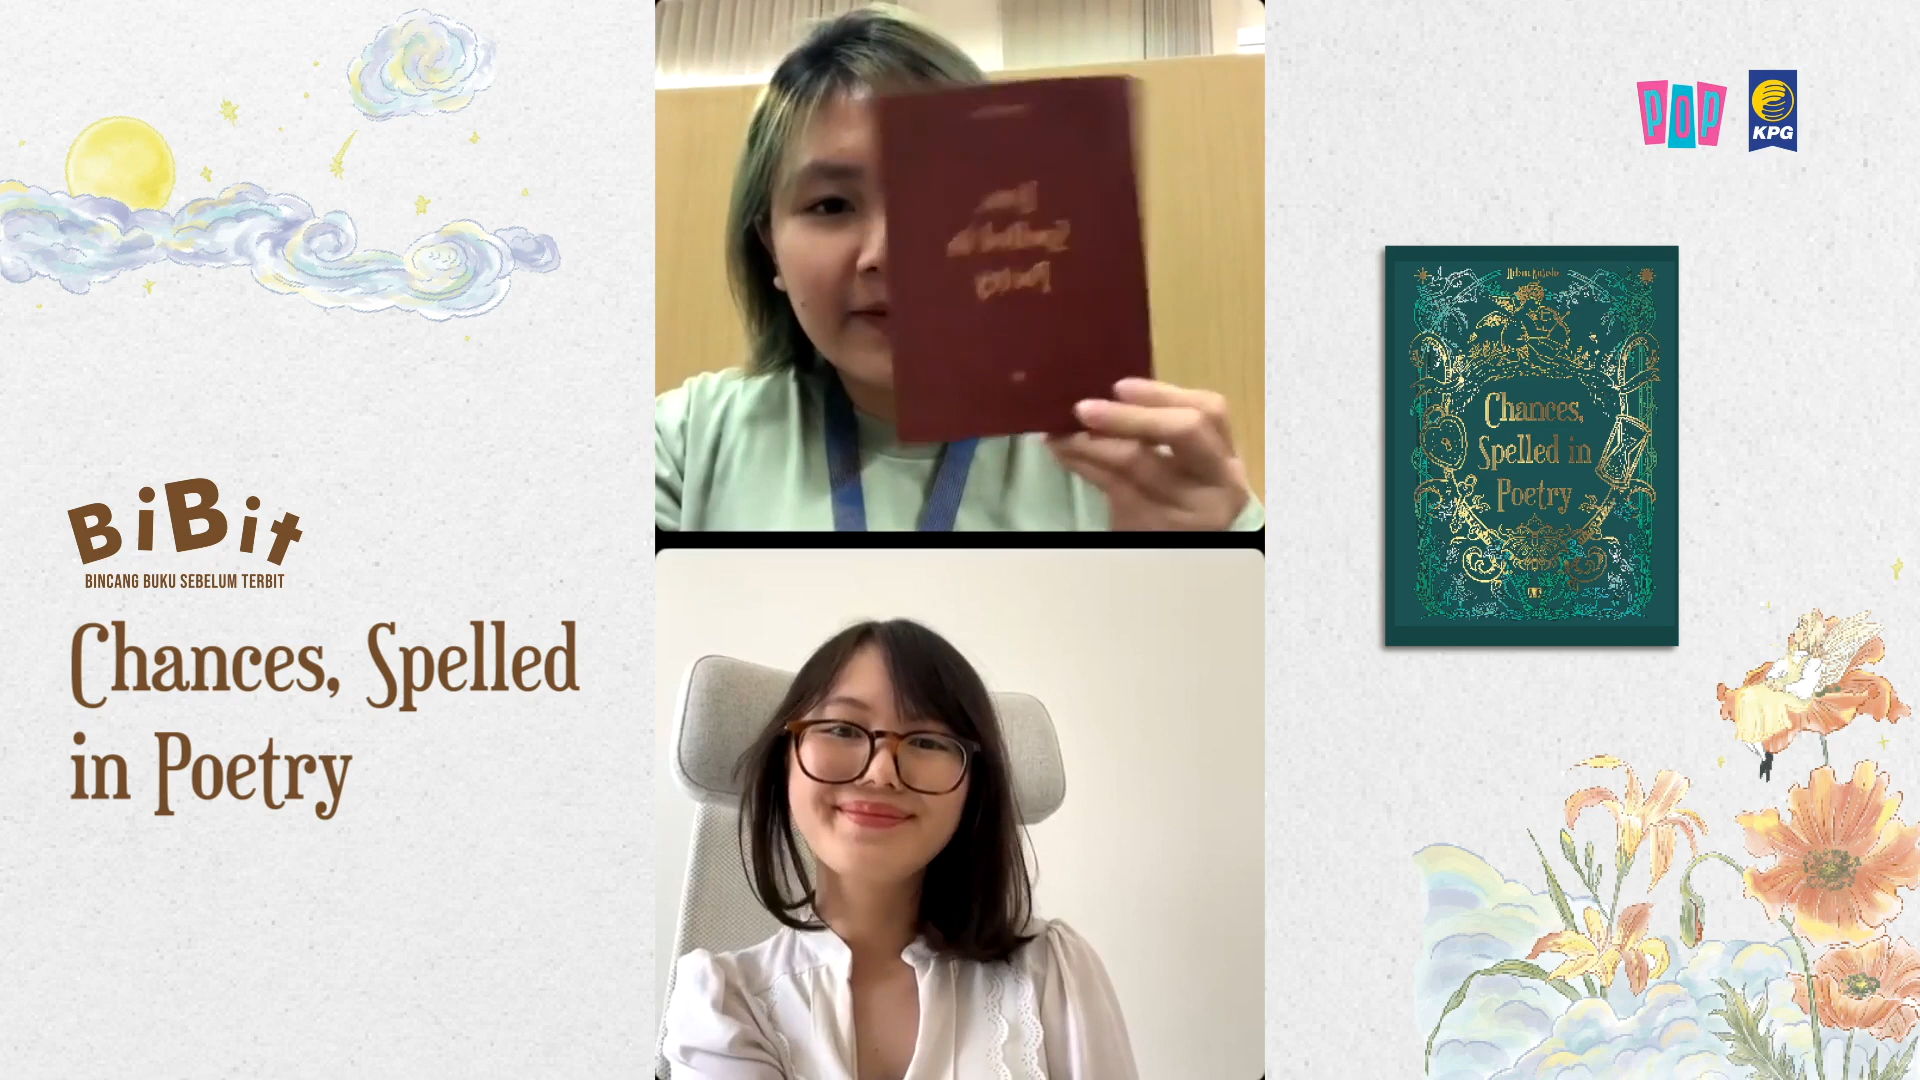 BiBit
BINCANG BUKU SEBELUM TERBIT
Chances, Spelled
in Poetry
POP
KPG
Chances,
Spelled in
Poetry